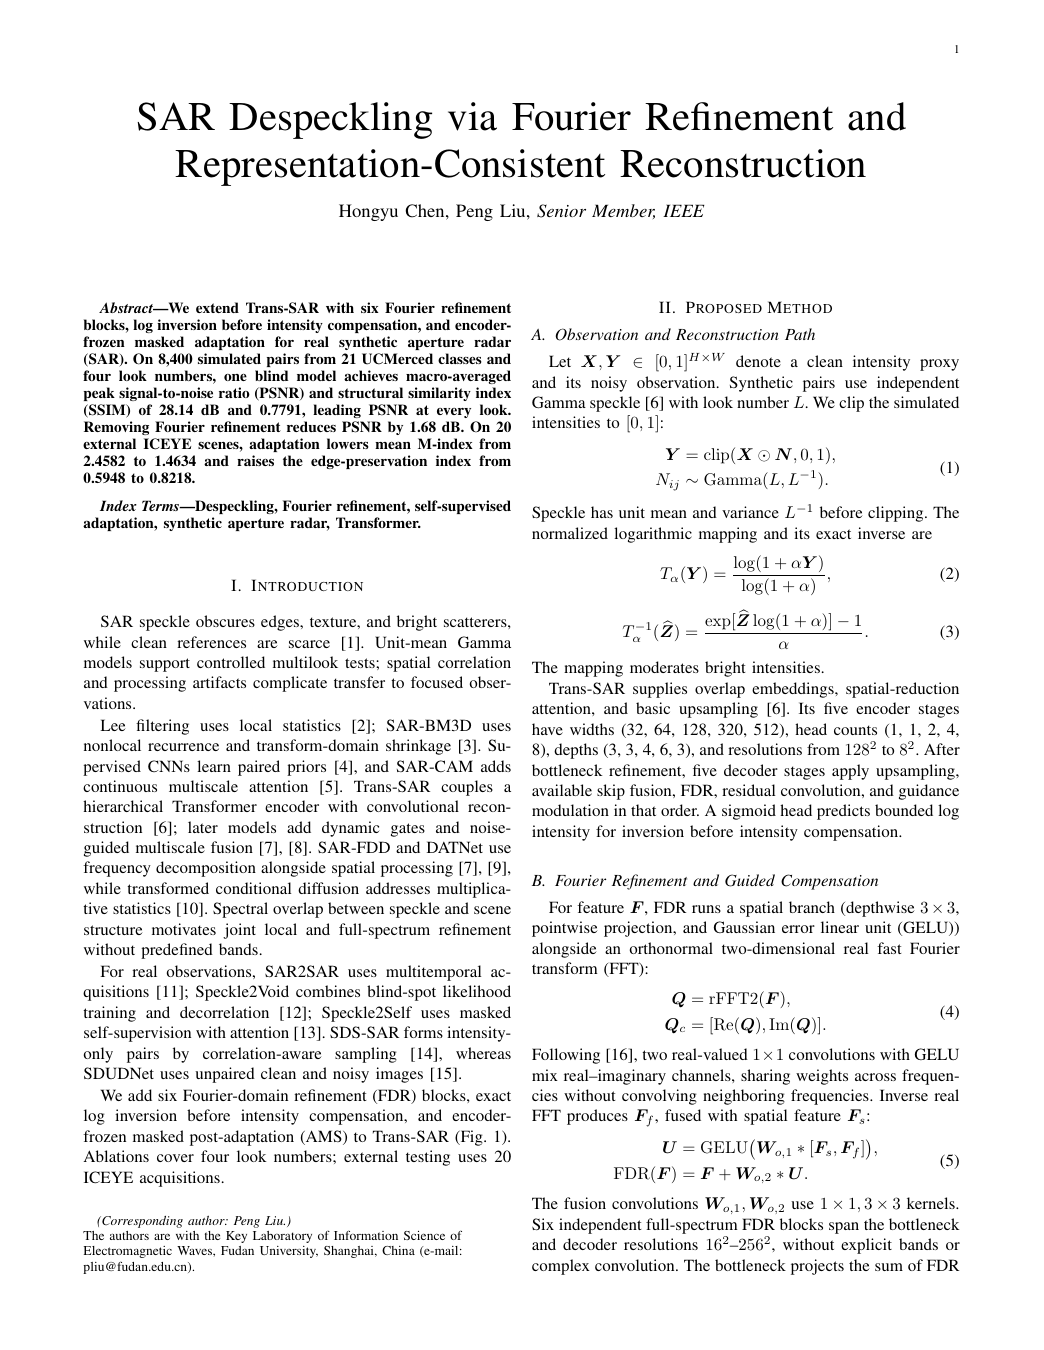 1
SAR Despeckling via Fourier Refinement and
Representation-Consistent Reconstruction
Hongyu Chen, Peng Liu, Senior Member, IEEE
Abstract—We extend Trans-SAR with six Fourier refinement
blocks, log inversion before intensity compensation, and encoder-
frozen masked adaptation for real synthetic aperture radar
(SAR). On 8,400 simulated pairs from 21 UCMerced classes and
four look numbers, one blind model achieves macro-averaged
peak signal-to-noise ratio (PSNR) and structural similarity index
(SSIM) of 28.14 dB and 0.7791, leading PSNR at every look.
Removing Fourier refinement reduces PSNR by 1.68 dB. On 20
external ICEYE scenes, adaptation lowers mean M-index from
2.4582 to 1.4634 and raises the edge-preservation index from
0.5948 to 0.8218.
Index Terms—Despeckling, Fourier refinement, self-supervised
adaptation, synthetic aperture radar, Transformer.
I. INTRODUCTION
SAR speckle obscures edges, texture, and bright scatterers,
while clean references are scarce [1]. Unit-mean Gamma
models support controlled multilook tests; spatial correlation
and processing artifacts complicate transfer to focused obser-
vations.
Lee filtering uses local statistics [2]; SAR-BM3D uses
nonlocal recurrence and transform-domain shrinkage [3]. Su-
pervised CNNs learn paired priors [4], and SAR-CAM adds
continuous multiscale attention [5]. Trans-SAR couples a
hierarchical Transformer encoder with convolutional recon-
struction [6]; later models add dynamic gates and noise-
guided multiscale fusion [7], [8]. SAR-FDD and DATNet use
frequency decomposition alongside spatial processing [7], [9],
while transformed conditional diffusion addresses multiplica-
tive statistics [10]. Spectral overlap between speckle and scene
structure motivates joint local and full-spectrum refinement
without predefined bands.
For real observations, SAR2SAR uses multitemporal ac-
quisitions [11]; Speckle2Void combines blind-spot likelihood
training and decorrelation [12]; Speckle2Self uses masked
self-supervision with attention [13]. SDS-SAR forms intensity-
only pairs by correlation-aware sampling [14], whereas
SDUDNet uses unpaired clean and noisy images [15].
We add six Fourier-domain refinement (FDR) blocks, exact
log inversion before intensity compensation, and encoder-
frozen masked post-adaptation (AMS) to Trans-SAR (Fig. 1).
Ablations cover four look numbers; external testing uses 20
ICEYE acquisitions.
(Corresponding author: Peng Liu.)
The authors are with the Key Laboratory of Information Science of
Electromagnetic Waves, Fudan University, Shanghai, China (e-mail:
pliu@fudan.edu.cn).
II. PROPOSED METHOD
A. Observation and Reconstruction Path
Let X, Y ∈ [0, 1]^{H×W} denote a clean intensity proxy
and its noisy observation. Synthetic pairs use independent
Gamma speckle [6] with look number L. We clip the simulated
intensities to [0, 1]:
Y = clip(X ⊙ N, 0, 1),
N_{ij} ∼ Gamma(L, L^{−1}). (1)
Speckle has unit mean and variance L^{−1} before clipping. The
normalized logarithmic mapping and its exact inverse are
T_α(Y) = log(1 + αY) / log(1 + α), (2)
T_α^{−1}(Ẑ) = exp[Ẑ log(1 + α)] − 1 / α. (3)
The mapping moderates bright intensities.
Trans-SAR supplies overlap embeddings, spatial-reduction
attention, and basic upsampling [6]. Its five encoder stages
have widths (32, 64, 128, 320, 512), head counts (1, 1, 2, 4,
8), depths (3, 3, 4, 6, 3), and resolutions from 128² to 8². After
bottleneck refinement, five decoder stages apply upsampling,
available skip fusion, FDR, residual convolution, and guidance
modulation in that order. A sigmoid head predicts bounded log
intensity for inversion before intensity compensation.
B. Fourier Refinement and Guided Compensation
For feature F, FDR runs a spatial branch (depthwise 3 × 3,
pointwise projection, and Gaussian error linear unit (GELU))
alongside an orthonormal two-dimensional real fast Fourier
transform (FFT):
Q = rFFT2(F),
Q_c = [Re(Q), Im(Q)]. (4)
Following [16], two real-valued 1×1 convolutions with GELU
mix real–imaginary channels, sharing weights across frequen-
cies without convolving neighboring frequencies. Inverse real
FFT produces F_f, fused with spatial feature F_s:
U = GELU(W_{o,1} ∗ [F_s, F_f]),
FDR(F) = F + W_{o,2} ∗ U. (5)
The fusion convolutions W_{o,1}, W_{o,2} use 1 × 1, 3 × 3 kernels.
Six independent full-spectrum FDR blocks span the bottleneck
and decoder resolutions 16²–256², without explicit bands or
complex convolution. The bottleneck projects the sum of FDR